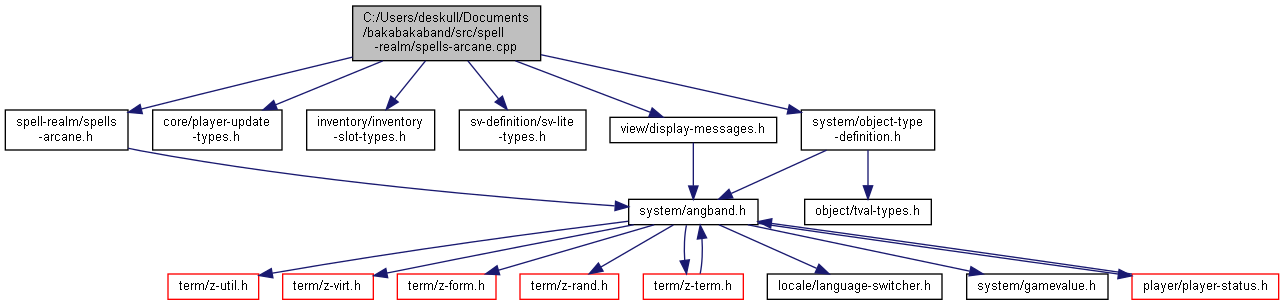 C:/Users/deskull/Documents
/bakabakaband/src/spell
-realm/spells-arcane.cpp
spell-realm/spells
-arcane.h
core/player-update
-types.h
inventory/inventory
-slot-types.h
sv-definition/sv-lite
-types.h
view/display-messages.h
system/object-type
-definition.h
system/angband.h
object/tval-types.h
term/z-util.h
term/z-virt.h
term/z-form.h
term/z-rand.h
term/z-term.h
locale/language-switcher.h
system/gamevalue.h
player/player-status.h